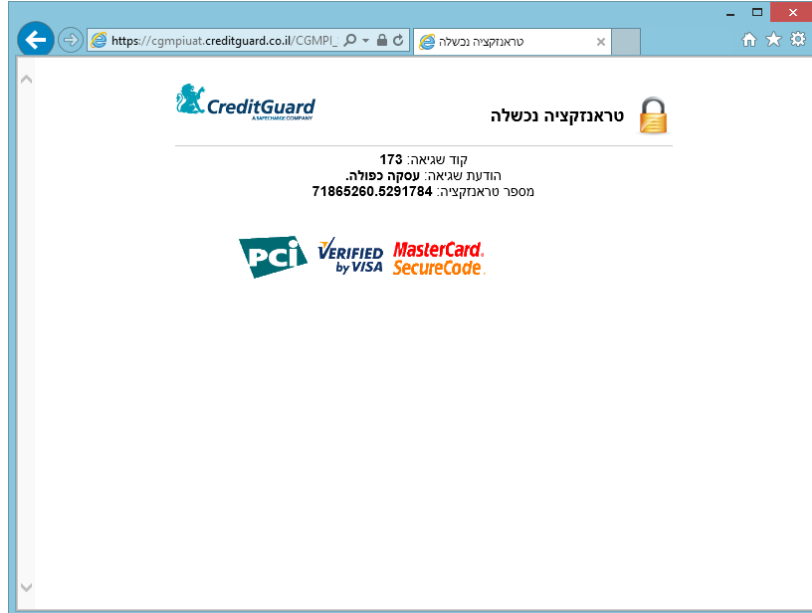 https://cgmpiuat.creditguard.co.il/CGMPI_
טראנזקציה נכשלה
CreditGuard
A SAFECHARGE COMPANY
טראנזקציה נכשלה
קוד שגיאה: 173
הודעת שגיאה: עסקה כפולה.
מספר טראנזקציה: 71865260.5291784
PCI
VERIFIED
by VISA
MasterCard.
SecureCode.